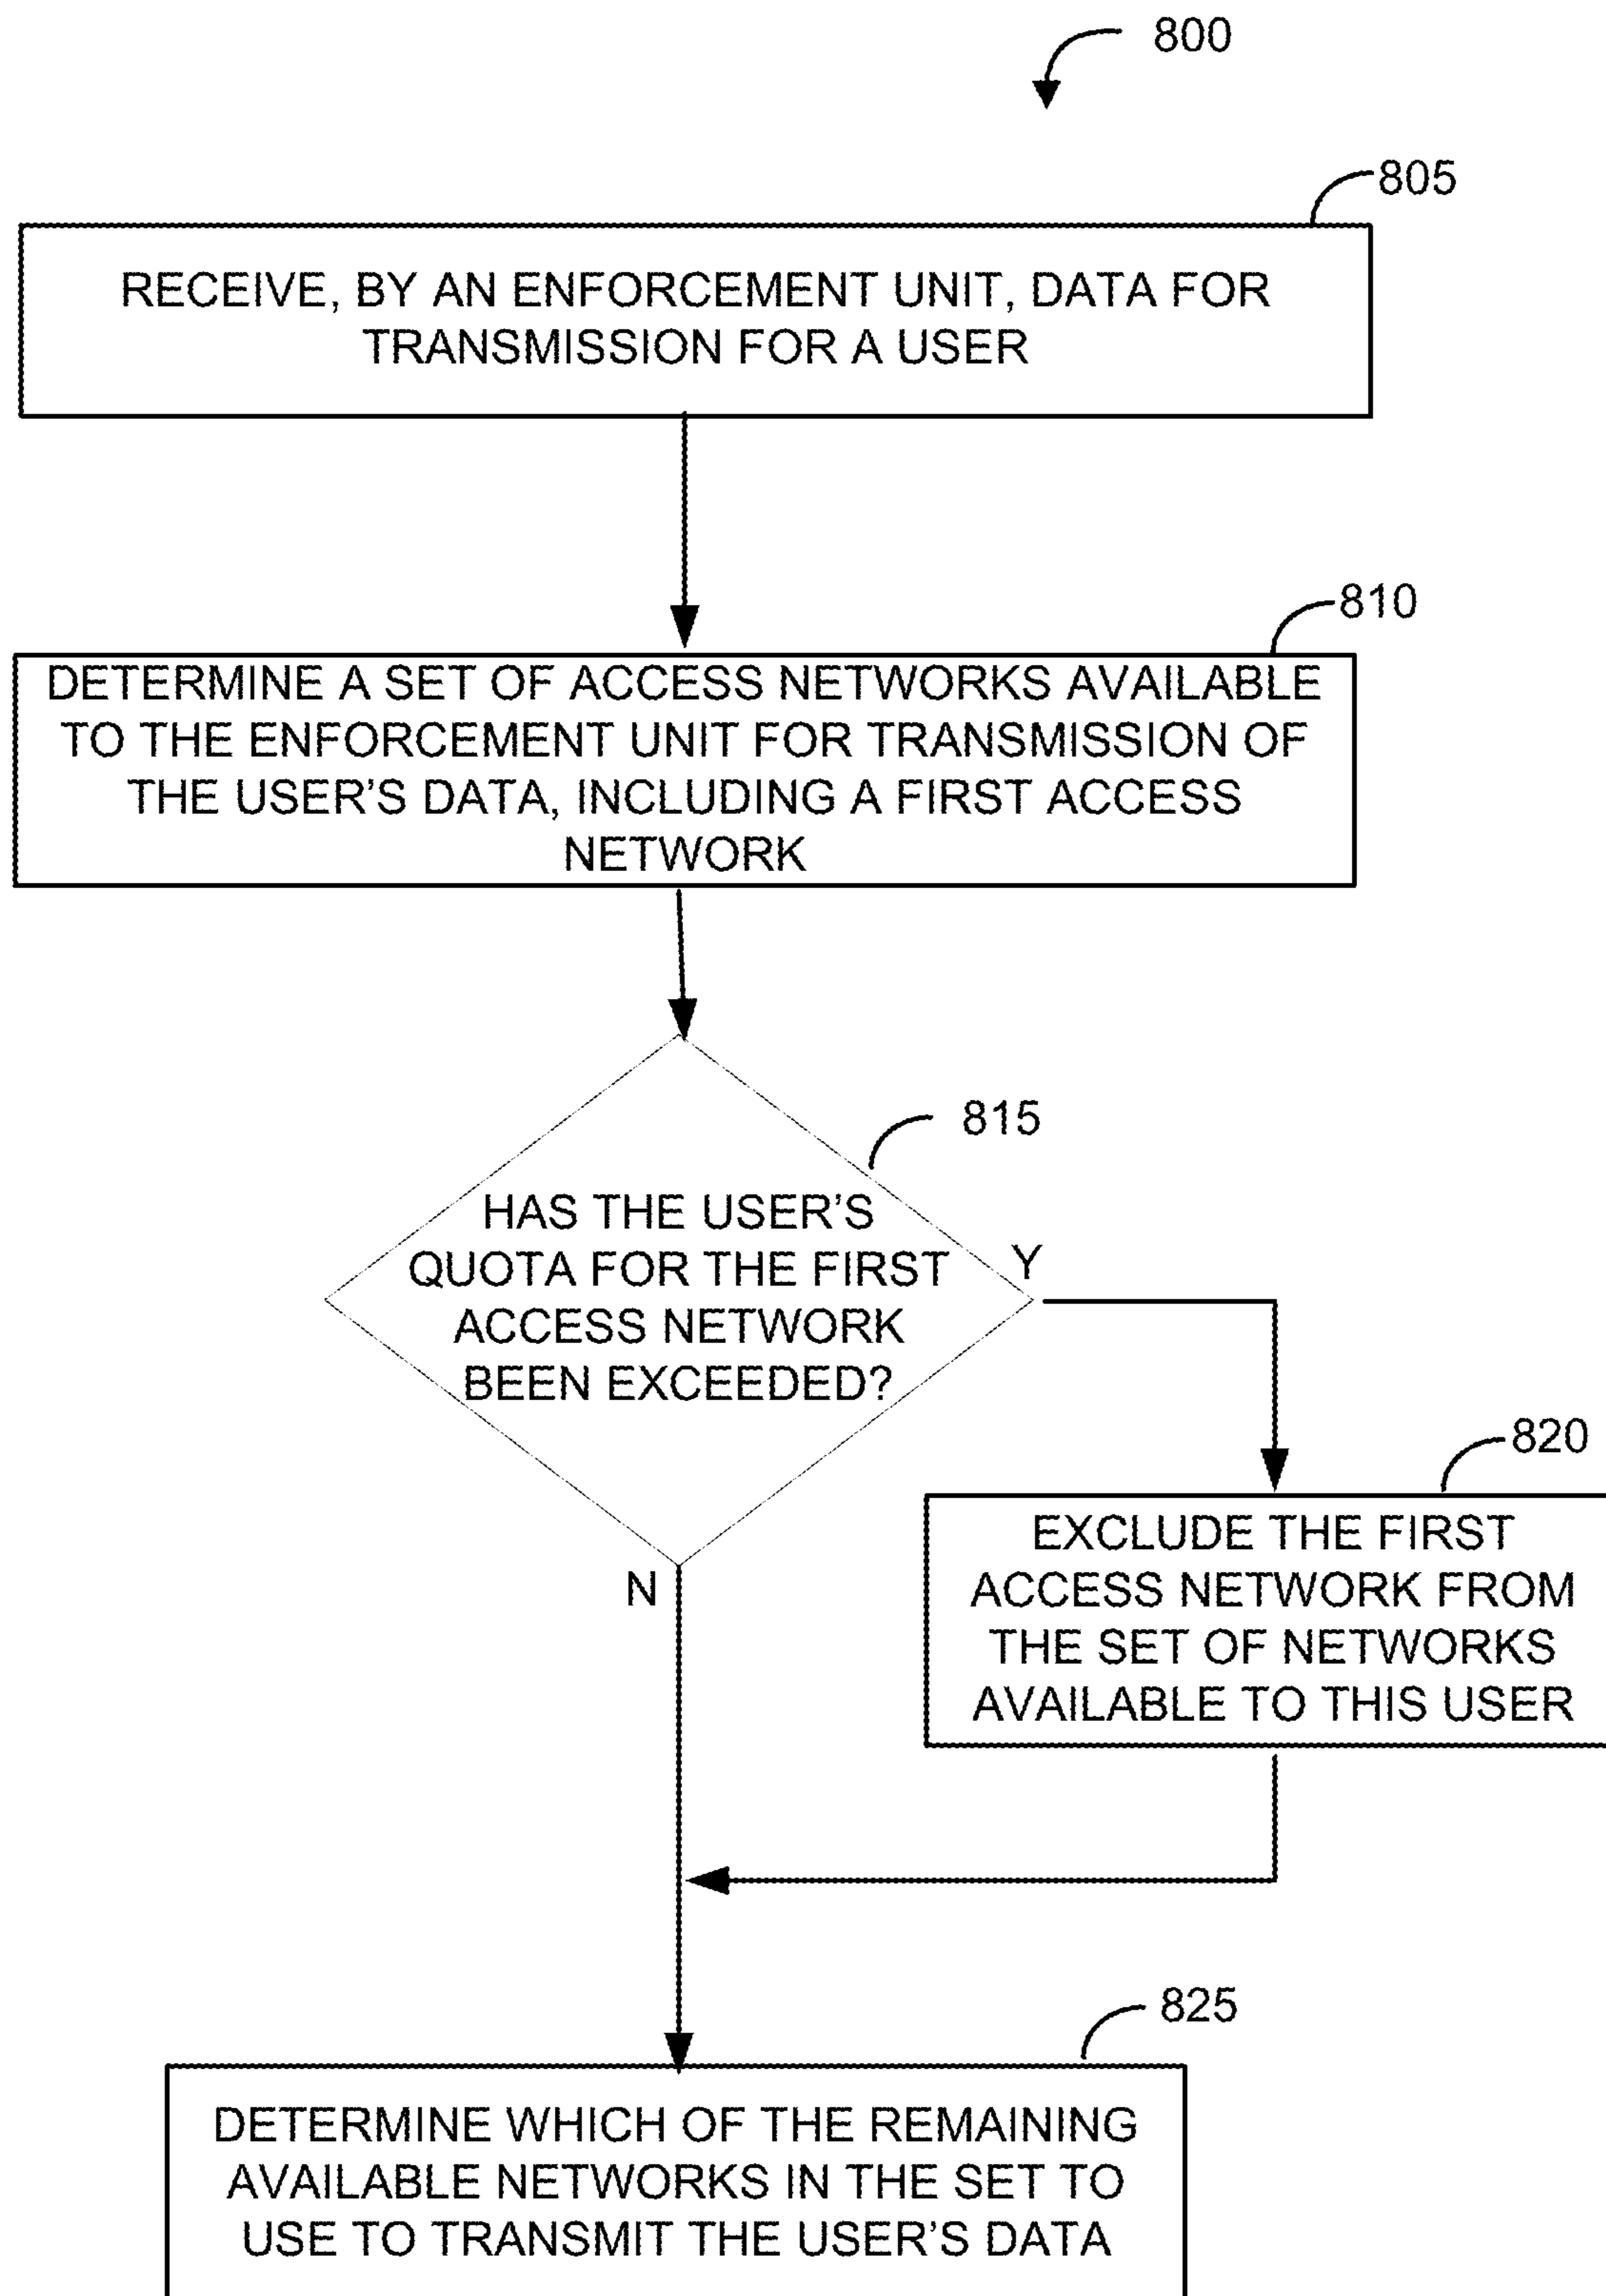 800
805
RECEIVE, BY AN ENFORCEMENT UNIT, DATA FOR
TRANSMISSION FOR A USER
810
DETERMINE A SET OF ACCESS NETWORKS AVAILABLE
TO THE ENFORCEMENT UNIT FOR TRANSMISSION OF
THE USER'S DATA, INCLUDING A FIRST ACCESS
NETWORK
815
HAS THE USER'S
QUOTA FOR THE FIRST
ACCESS NETWORK
BEEN EXCEEDED?
Y
N
820
EXCLUDE THE FIRST
ACCESS NETWORK FROM
THE SET OF NETWORKS
AVAILABLE TO THIS USER
825
DETERMINE WHICH OF THE REMAINING
AVAILABLE NETWORKS IN THE SET TO
USE TO TRANSMIT THE USER'S DATA